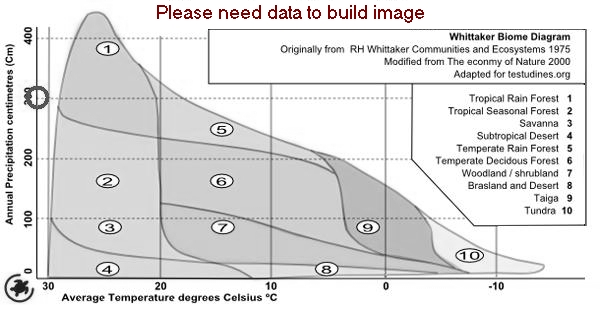 Please need data to build image
Whittaker Biome Diagram
Originally from RH Whittaker Communities and Ecosystems 1975
Modified from The econmy of Nature 2000
Adapted for testudines.org
Tropical Rain Forest 1
Tropical Seasonal Forest 2
Savanna 3
Subtropical Desert 4
Temperate Rain Forest 5
Temperate Decidous Forest 6
Woodland / shrubland 7
Brasland and Desert 8
Taiga 9
Tundra 10
Annual Precipitation centimetres (Cm)
400
300
200
100
0
1
5
2
6
3
7
9
10
4
8
30 20 10 0 -10
Average Temperature degrees Celsius ºC